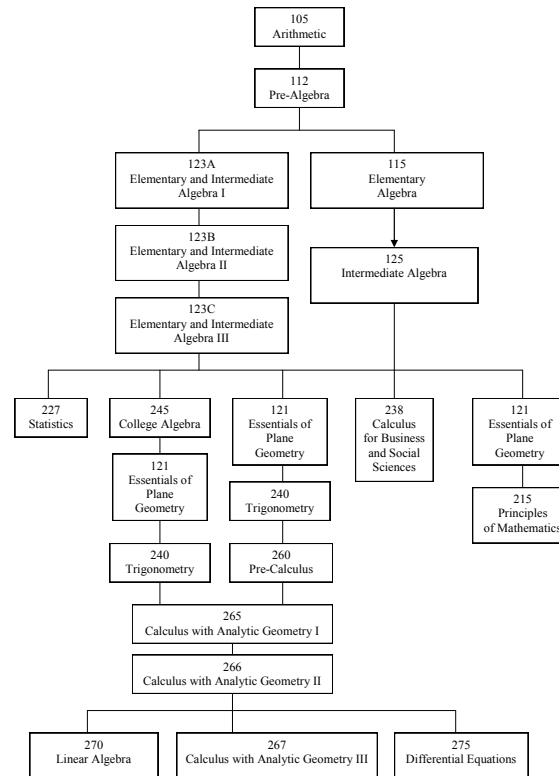 105
Arithmetic
112
Pre-Algebra
123A
Elementary and Intermediate
Algebra I
115
Elementary
Algebra
123B
Elementary and Intermediate
Algebra II
125
Intermediate Algebra
123C
Elementary and Intermediate
Algebra III
227
Statistics
245
College Algebra
121
Essentials of
Plane
Geometry
238
Calculus
for Business
and Social
Sciences
121
Essentials of
Plane
Geometry
121
Essentials of
Plane
Geometry
240
Trigonometry
215
Principles
of Mathematics
240
Trigonometry
260
Pre-Calculus
265
Calculus with Analytic Geometry I
266
Calculus with Analytic Geometry II
270
Linear Algebra
267
Calculus with Analytic Geometry III
275
Differential Equations